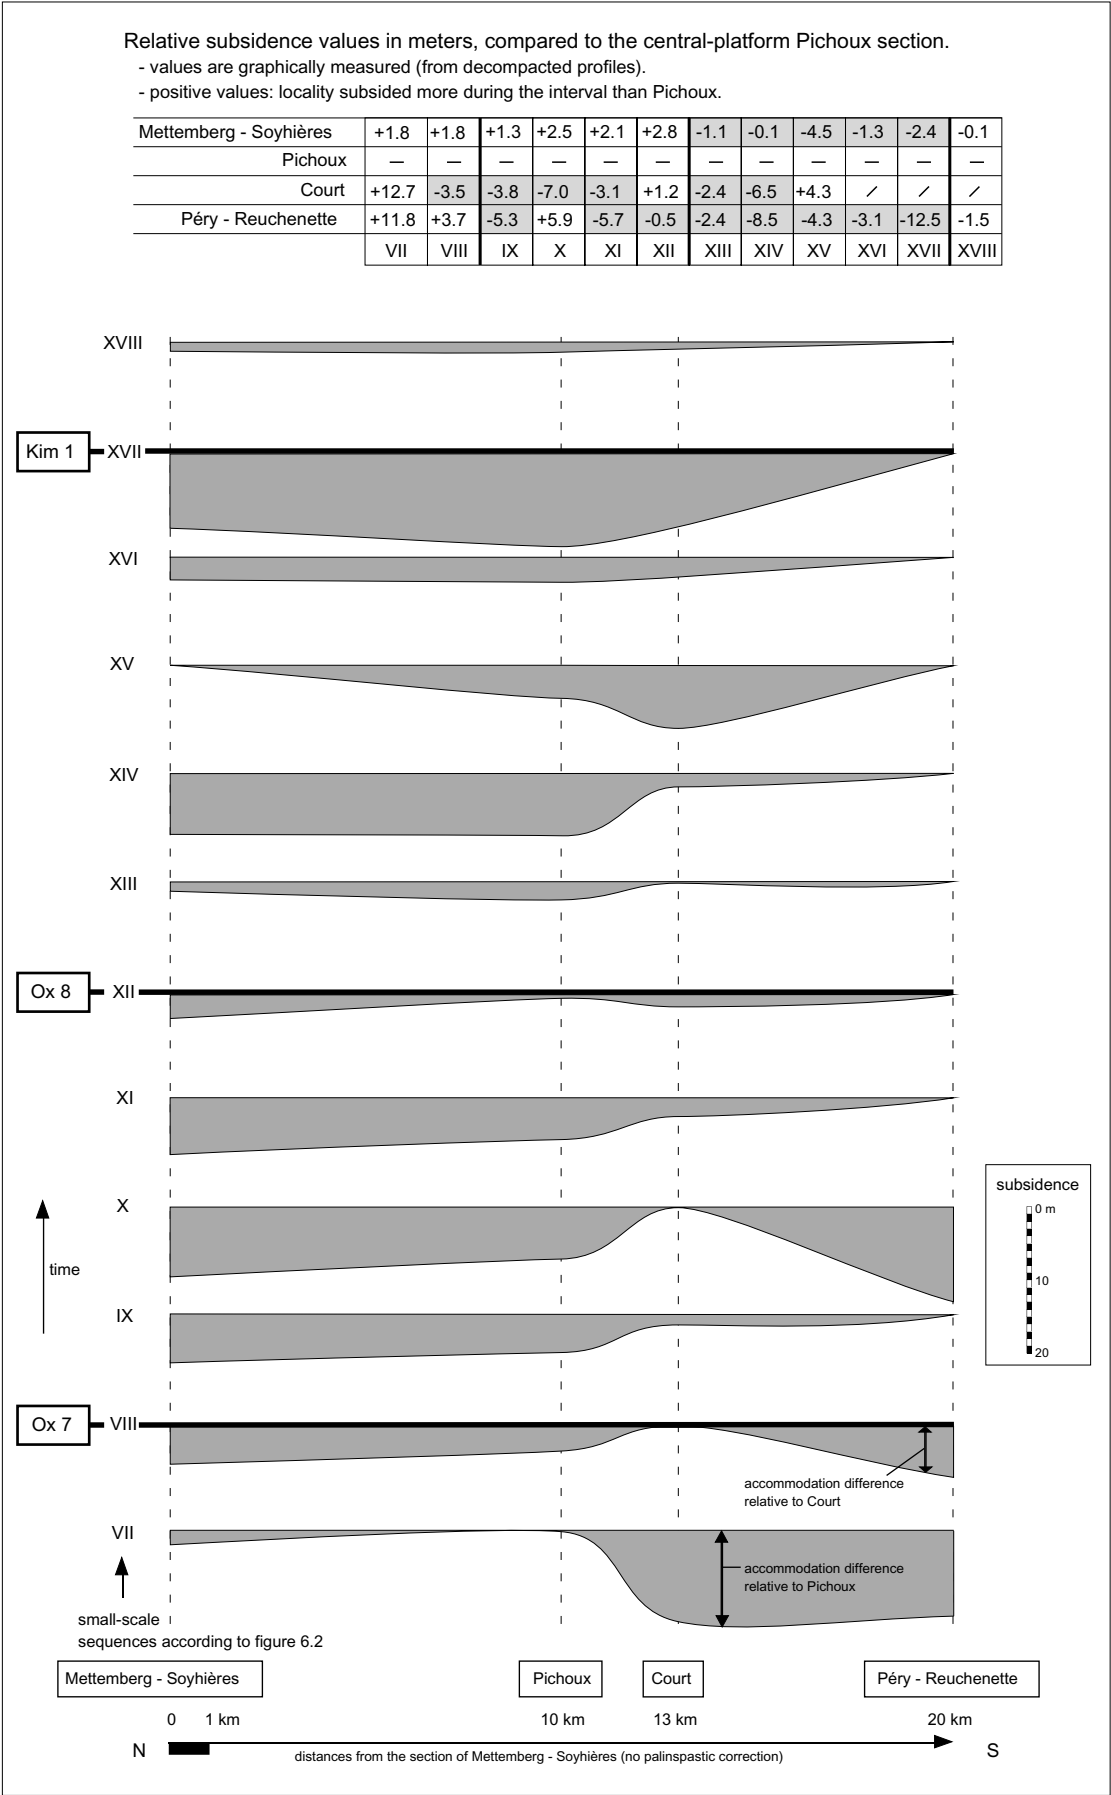 Relative subsidence values in meters, compared to the central-platform Pichoux section.
- values are graphically measured (from decompacted profiles).
- positive values: locality subsided more during the interval than Pichoux.
Mettemberg - Soyhières +1.8 +1.8 +1.3 +2.5 +2.1 +2.8 -1.1 -0.1 -4.5 -1.3 -2.4 -0.1
Pichoux — — — — — — — — — — — —
Court +12.7 -3.5 -3.8 -7.0 -3.1 +1.2 -2.4 -6.5 +4.3 / / /
Péry - Reuchenette +11.8 +3.7 -5.3 +5.9 -5.7 -0.5 -2.4 -8.5 -4.3 -3.1 -12.5 -1.5
VII VIII IX X XI XII XIII XIV XV XVI XVII XVIII
XVIII
Kim 1 XVII
XVI
XV
XIV
XIII
Ox 8 XII
XI
X
subsidence
0 m
10
20
time
IX
Ox 7 VIII
accommodation difference
relative to Court
VII
accommodation difference
relative to Pichoux
small-scale
sequences according to figure 6.2
Mettemberg - Soyhières Pichoux Court Péry - Reuchenette
0 1 km 10 km 13 km 20 km
N S
distances from the section of Mettemberg - Soyhières (no palinspastic correction)